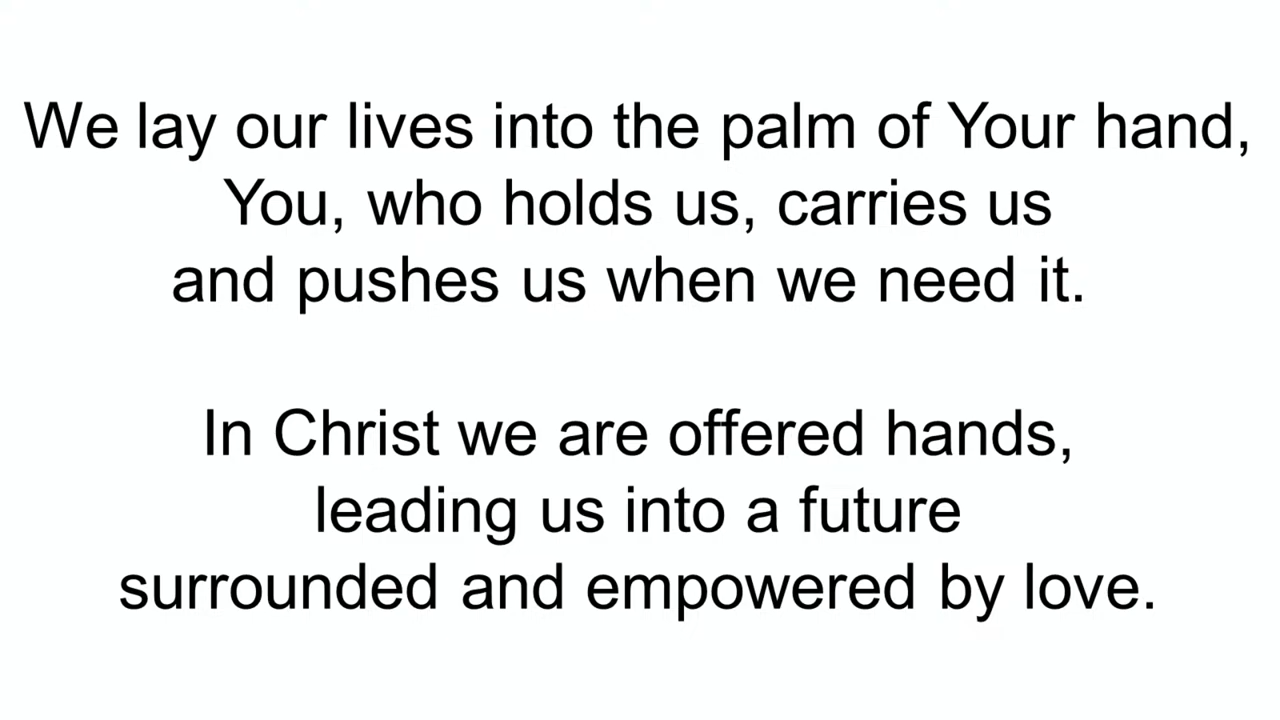 We lay our lives into the palm of Your hand,
You, who holds us, carries us
and pushes us when we need it.
In Christ we are offered hands,
leading us into a future
surrounded and empowered by love.